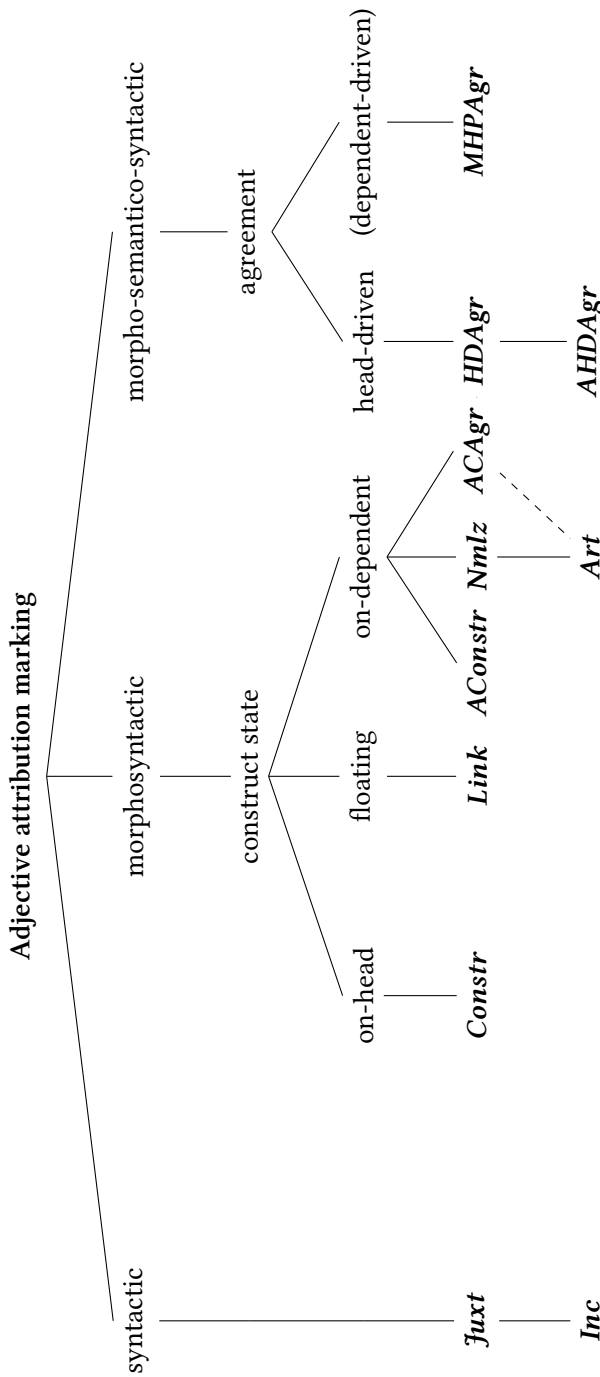 Adjective attribution marking
syntactic morphosyntactic morpho-semantico-syntactic
construct state agreement
on-head floating on-dependent head-driven (dependent-driven)
Juxt Constr Link AConstr Nmlz ACAgr HDAgr MHPAgr
Inc Art AHDAgr